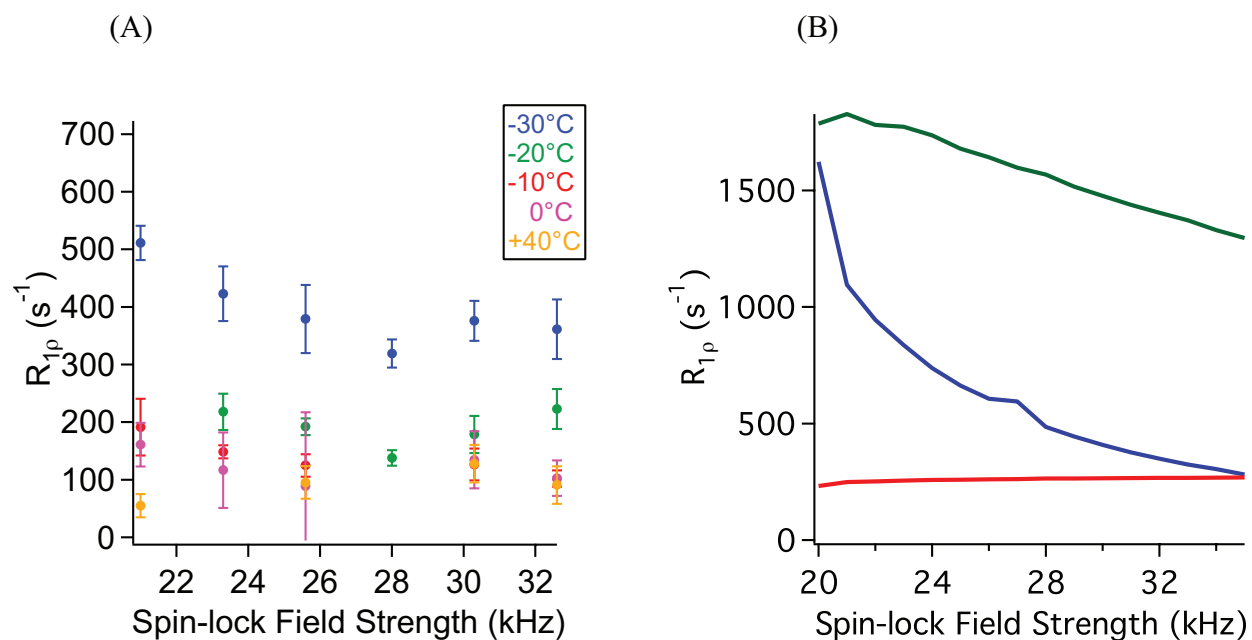 (A)
(B)
700
600
500
400
300
200
100
0
R1ρ (s-1)
-30°C
-20°C
-10°C
0°C
+40°C
22 24 26 28 30 32
Spin-lock Field Strength (kHz)
1500
1000
500
0
R1ρ (s-1)
20 24 28 32
Spin-lock Field Strength (kHz)